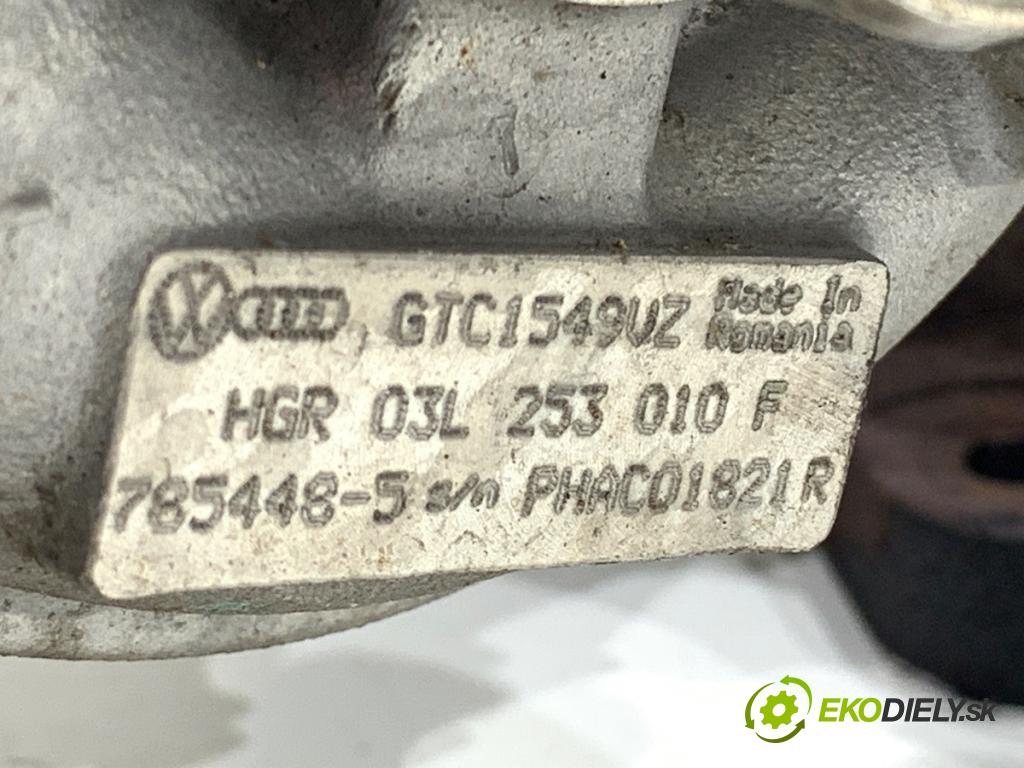 GTC1549VZ Made In Romania
HGR 03L 253 010 F
785448-5 s/n PHAC01821R
EKODIELY.sk